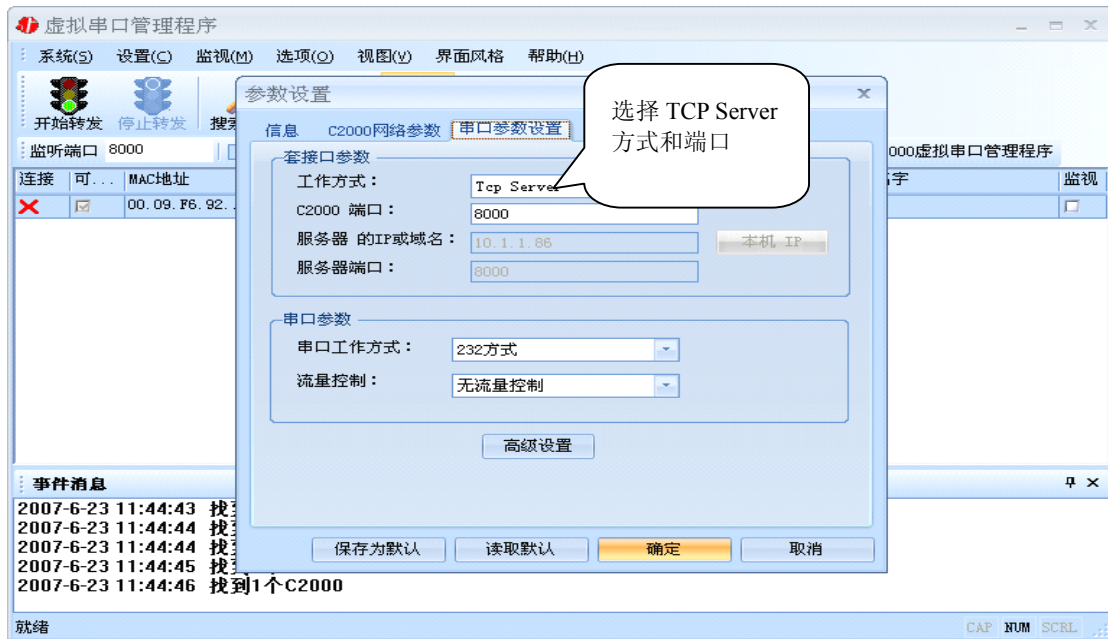 虚拟串口管理程序
系统(S) 设置(C) 监视(M) 选项(O) 视图(V) 界面风格 帮助(H)
开始转发 停止转发
监听端口 8000
000虚拟串口管理程序
连接 可... MAC地址 字 监视
00.09.F6.92.
参数设置
信息 C2000网络参数 串口参数设置
选择 TCP Server
方式和端口
套接口参数
工作方式： Tcp Server
C2000 端口： 8000
服务器 的IP或域名： 10.1.1.86 本机 IP
服务器端口： 8000
串口参数
串口工作方式： 232方式
流量控制： 无流量控制
高级设置
保存为默认 读取默认 确定 取消
事件消息
2007-6-23 11:44:43 找
2007-6-23 11:44:44 找
2007-6-23 11:44:44 找
2007-6-23 11:44:45 找
2007-6-23 11:44:46 找到1个C2000
就绪 CAP NUM SCRL